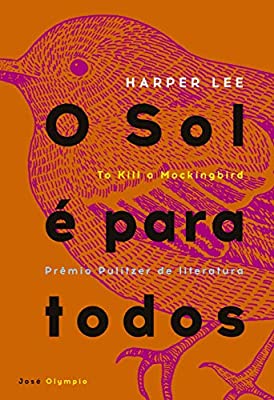 HARPER LEE
O Sol
To Kill a Mockingbird
é para
Prêmio Pulitzer de literatura
todos
José Olympio